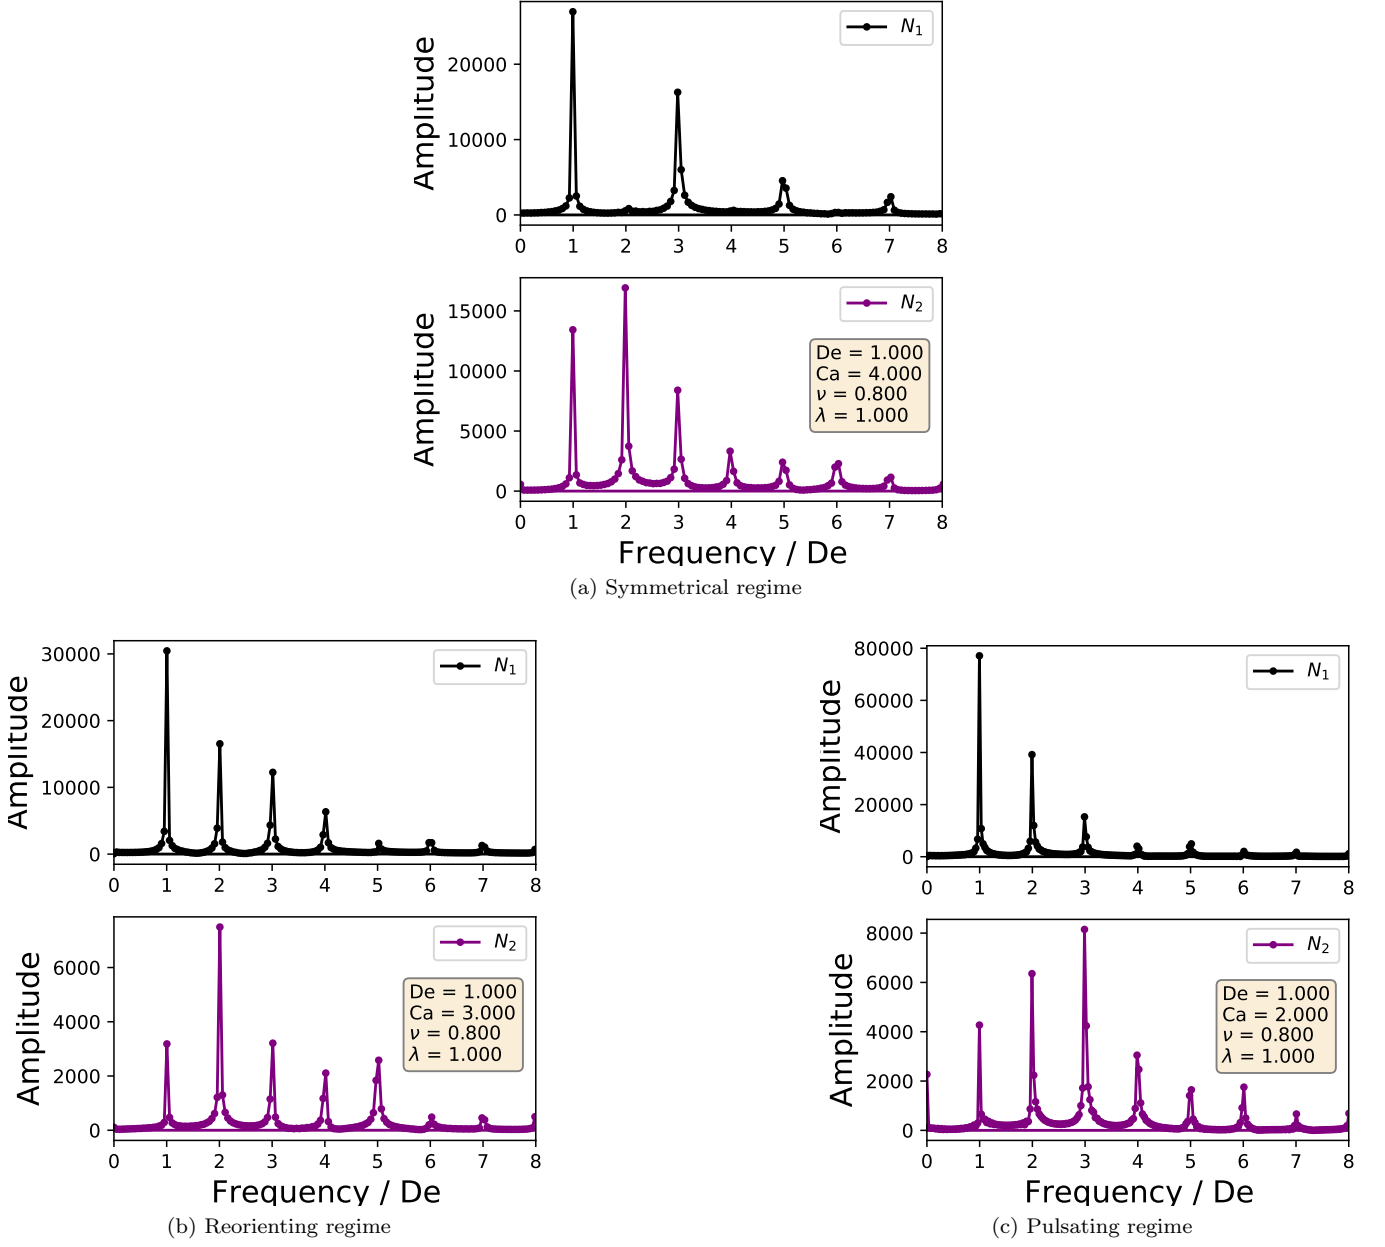 N1
Amplitude
20000
10000
0
0 1 2 3 4 5 6 7 8
N2
Amplitude
15000
10000
5000
0
De = 1.000
Ca = 4.000
ν = 0.800
λ = 1.000
0 1 2 3 4 5 6 7 8
Frequency / De
(a) Symmetrical regime
N1
Amplitude
30000
20000
10000
0
0 1 2 3 4 5 6 7 8
N2
Amplitude
6000
4000
2000
0
De = 1.000
Ca = 3.000
ν = 0.800
λ = 1.000
0 1 2 3 4 5 6 7 8
Frequency / De
(b) Reorienting regime
N1
Amplitude
80000
60000
40000
20000
0
0 1 2 3 4 5 6 7 8
N2
Amplitude
8000
6000
4000
2000
0
De = 1.000
Ca = 2.000
ν = 0.800
λ = 1.000
0 1 2 3 4 5 6 7 8
Frequency / De
(c) Pulsating regime